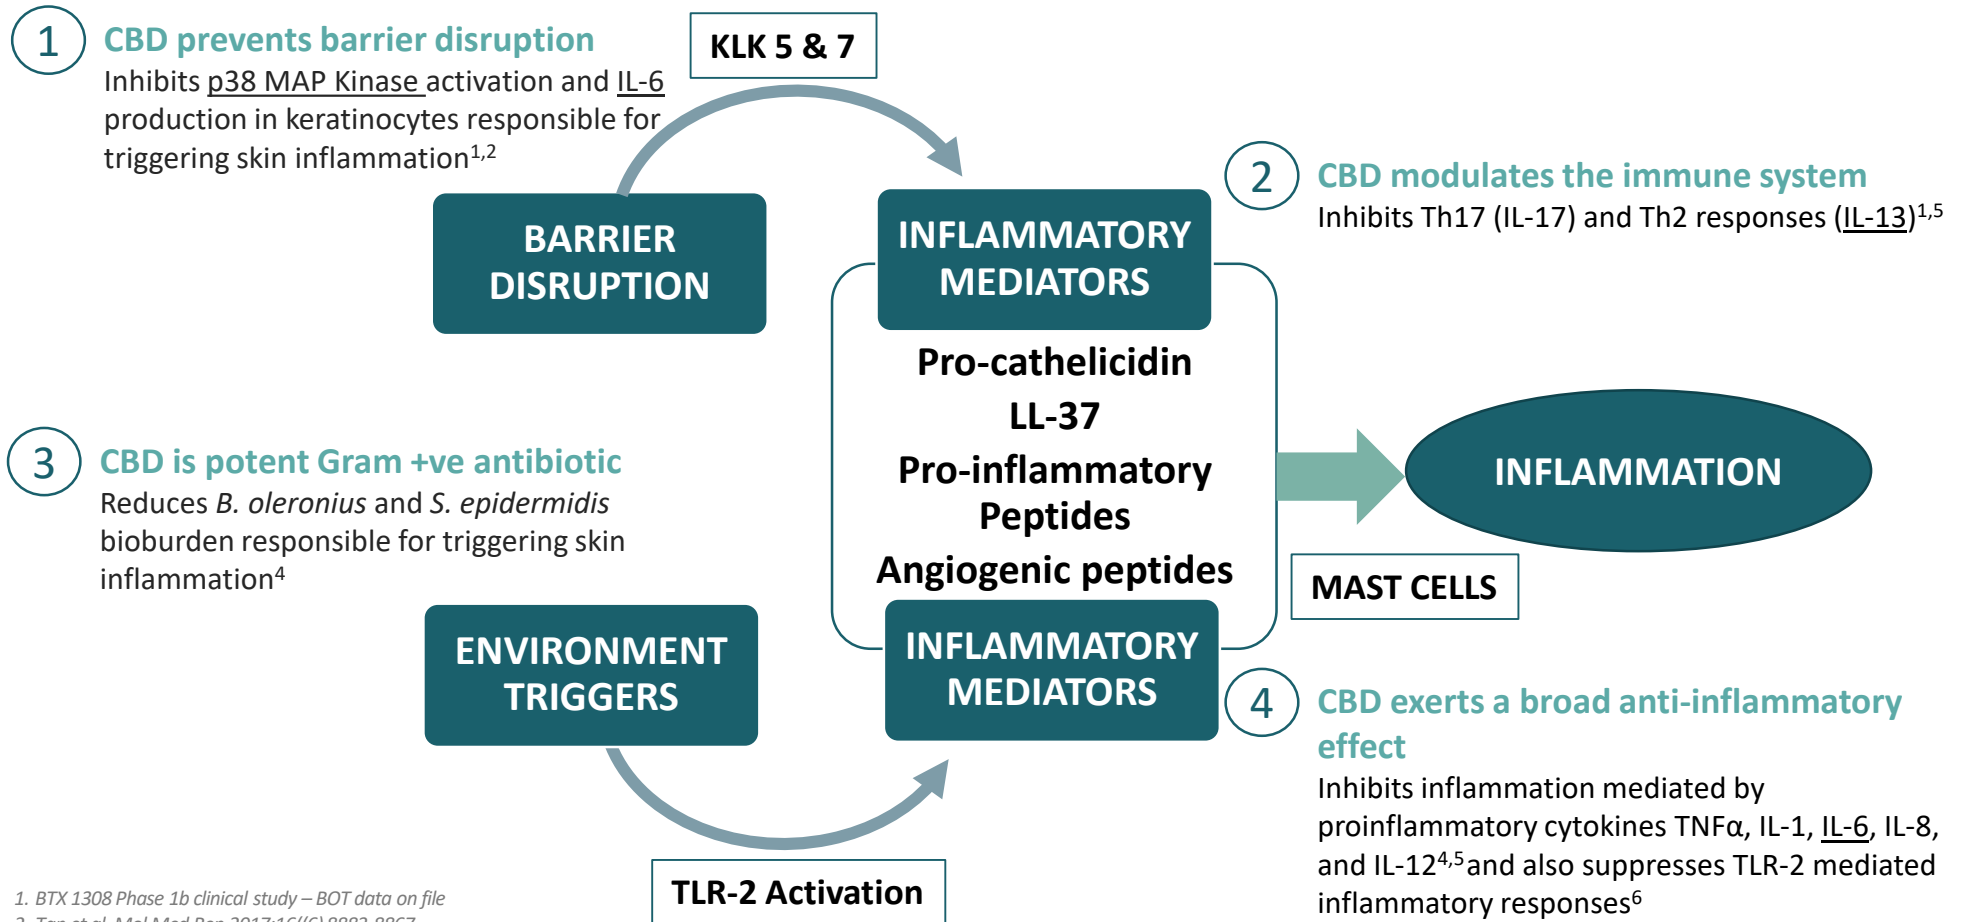 1
CBD prevents barrier disruption
Inhibits p38 MAP Kinase activation and IL-6
production in keratinocytes responsible for
triggering skin inflammation1,2
KLK 5 & 7
BARRIER
DISRUPTION
INFLAMMATORY
MEDIATORS
2
CBD modulates the immune system
Inhibits Th17 (IL-17) and Th2 responses (IL-13)1,5
Pro-cathelicidin
LL-37
Pro-inflammatory
Peptides
Angiogenic peptides
INFLAMMATION
MAST CELLS
3
CBD is potent Gram +ve antibiotic
Reduces B. oleronius and S. epidermidis
bioburden responsible for triggering skin
inflammation4
ENVIRONMENT
TRIGGERS
INFLAMMATORY
MEDIATORS
4
CBD exerts a broad anti-inflammatory
effect
Inhibits inflammation mediated by
proinflammatory cytokines TNFα, IL-1, IL-6, IL-8,
and IL-124,5 and also suppresses TLR-2 mediated
inflammatory responses6
TLR-2 Activation
1. BTX 1308 Phase 1b clinical study – BOT data on file